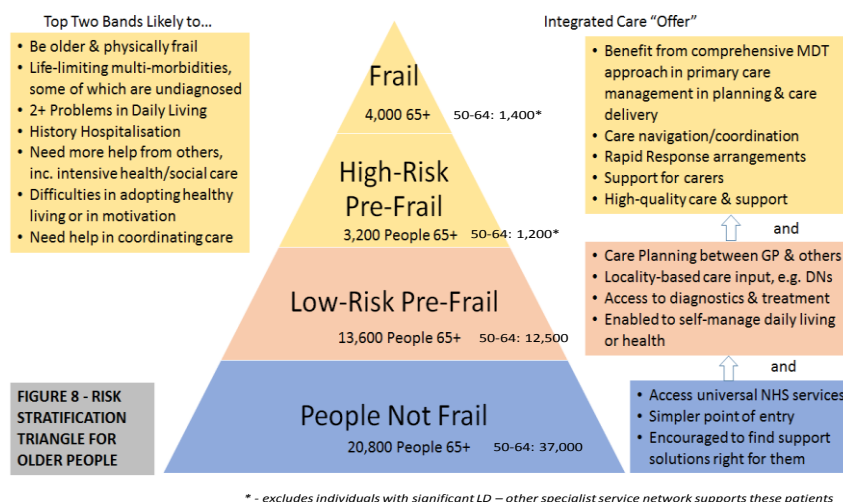 Top Two Bands Likely to...
• Be older & physically frail
• Life-limiting multi-morbidities,
some of which are undiagnosed
• 2+ Problems in Daily Living
• History Hospitalisation
• Need more help from others,
inc. intensive health/social care
• Difficulties in adopting healthy
living or in motivation
• Need help in coordinating care
Frail
4,000 65+ 50-64: 1,400*
High-Risk
Pre-Frail
3,200 People 65+ 50-64: 1,200*
Low-Risk Pre-Frail
13,600 People 65+ 50-64: 12,500
People Not Frail
20,800 People 65+ 50-64: 37,000
Integrated Care “Offer”
• Benefit from comprehensive MDT
approach in primary care
management in planning & care
delivery
• Care navigation/coordination
• Rapid Response arrangements
• Support for carers
• High-quality care & support
and
• Care Planning between GP & others
• Locality-based care input, e.g. DNs
• Access to diagnostics & treatment
• Enabled to self-manage daily living
or health
and
• Access universal NHS services
• Simpler point of entry
• Encouraged to find support
solutions right for them
FIGURE 8 - RISK
STRATIFICATION
TRIANGLE FOR
OLDER PEOPLE
* - excludes individuals with significant LD – other specialist service network supports these patients